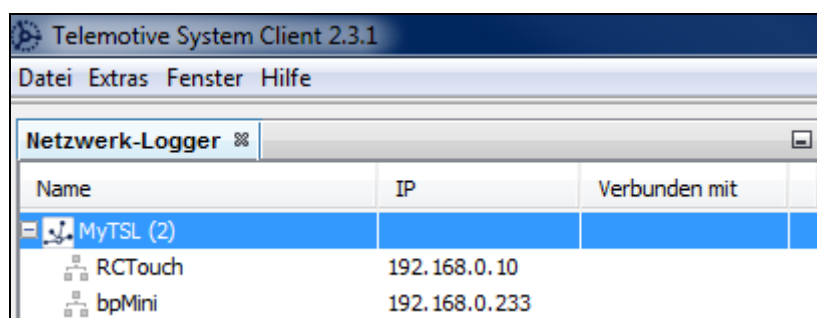 Telemotive System Client 2.3.1
Datei Extras Fenster Hilfe
Netzwerk-Logger
Name IP Verbunden mit
MyTSL (2)
RCTouch 192.168.0.10
bpMini 192.168.0.233